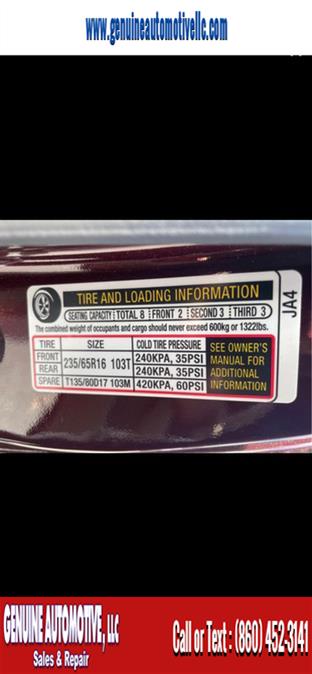 www.genuineautomotivellc.com
TIRE AND LOADING INFORMATION
SEATING CAPACITY TOTAL 8 FRONT 2 SECOND 3 THIRD 3
The combined weight of occupants and cargo should never exceed 600kg or 1322lbs.
TIRE SIZE COLD TIRE PRESSURE SEE OWNER'S
FRONT 235/65R16 103T 240KPA, 35PSI MANUAL FOR
REAR 240KPA, 35PSI ADDITIONAL
SPARE T135/80D17 103M 420KPA, 60PSI INFORMATION
JA4
GENUINE AUTOMOTIVE, LLC
Sales & Repair
Call or Text : (860) 452-3141